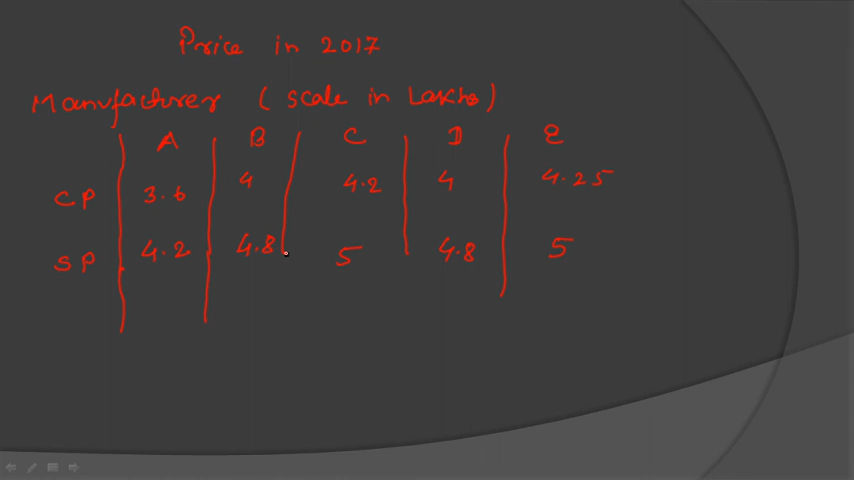 Price in 2017
Manufacturer (scale in Lakhs)
A B C D E
CP 3.6 4 4.2 4 4.25
SP 4.2 4.8 5 4.8 5